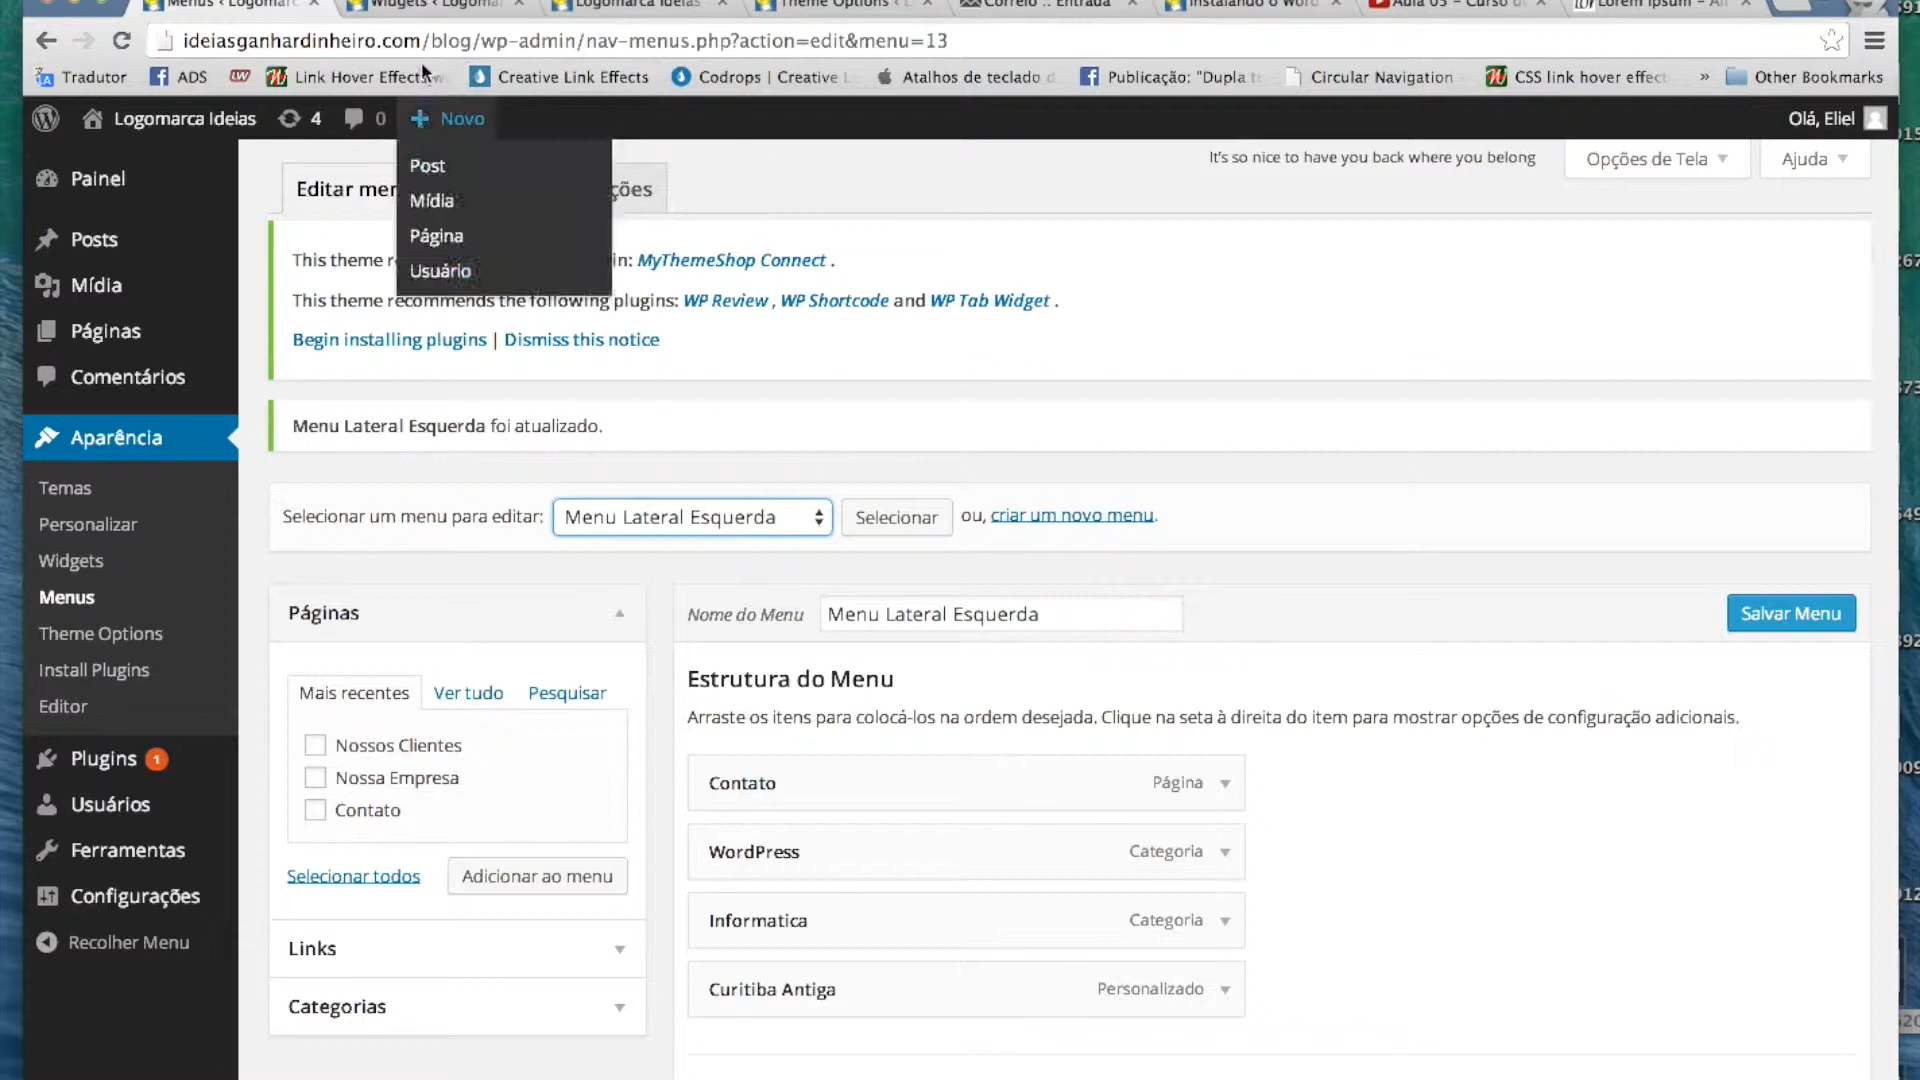 Menus ‹ Logomarc
Widgets ‹ Logomar
Logomarca Ideias
Theme Options ‹ L
Correio :: Entrada
Instalando o Word
Aula 05 – Curso d
Lorem Ipsum – All
ideiasganhardinheiro.com/blog/wp-admin/nav-menus.php?action=edit&menu=13
Tradutor
ADS
Link Hover Effects
Creative Link Effects
Codrops | Creative L
Atalhos de teclado d
Publicação: "Dupla t
Circular Navigation
CSS link hover effect
»
Other Bookmarks
Logomarca Ideias
4
0
+ Novo
Olá, Eliel
Post
Mídia
Página
Usuário
It's so nice to have you back where you belong
Opções de Tela
Ajuda
Painel
Posts
Mídia
Páginas
Comentários
Aparência
Temas
Personalizar
Widgets
Menus
Theme Options
Install Plugins
Editor
Plugins 1
Usuários
Ferramentas
Configurações
Recolher Menu
Editar men
ções
This theme r in: MyThemeShop Connect .
This theme recommends the following plugins: WP Review , WP Shortcode and WP Tab Widget .
Begin installing plugins | Dismiss this notice
Menu Lateral Esquerda foi atualizado.
Selecionar um menu para editar: Menu Lateral Esquerda Selecionar ou, criar um novo menu.
Páginas
Mais recentes Ver tudo Pesquisar
Nossos Clientes
Nossa Empresa
Contato
Selecionar todos Adicionar ao menu
Links
Categorias
Nome do Menu Menu Lateral Esquerda Salvar Menu
Estrutura do Menu
Arraste os itens para colocá-los na ordem desejada. Clique na seta à direita do item para mostrar opções de configuração adicionais.
Contato Página
WordPress Categoria
Informatica Categoria
Curitiba Antiga Personalizado